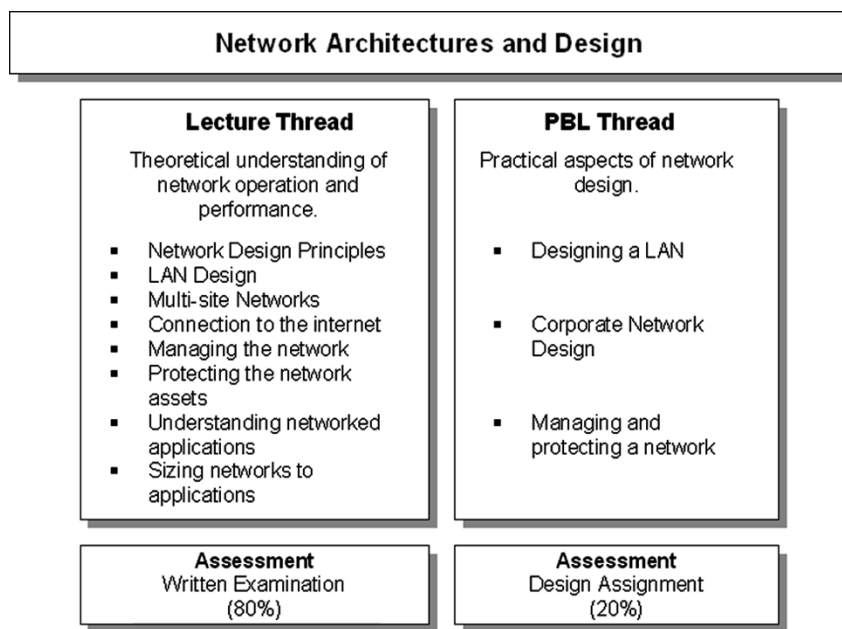 Network Architectures and Design
Lecture Thread
Theoretical understanding of
network operation and
performance.
▪ Network Design Principles
▪ LAN Design
▪ Multi-site Networks
▪ Connection to the internet
▪ Managing the network
▪ Protecting the network
assets
▪ Understanding networked
applications
▪ Sizing networks to
applications
Assessment
Written Examination
(80%)
PBL Thread
Practical aspects of network
design.
▪ Designing a LAN
▪ Corporate Network
Design
▪ Managing and
protecting a network
Assessment
Design Assignment
(20%)